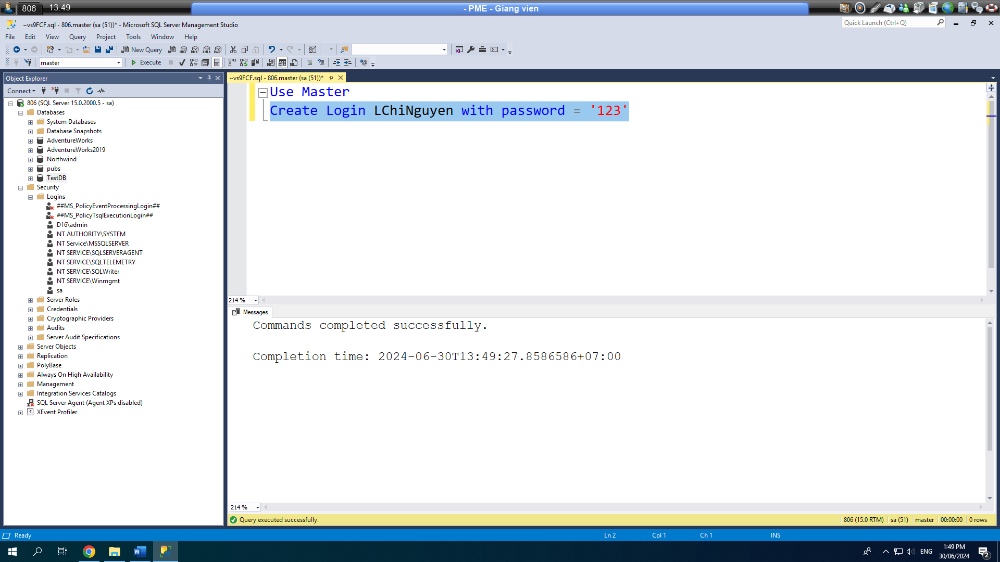 806 13:49 - PME - Giang vien
~vs9FCF.sql - 806.master (sa (51))* - Microsoft SQL Server Management Studio
Quick Launch (Ctrl+Q)
File Edit View Query Project Tools Window Help
New Query MDX DMX XMLA DAX
master Execute
Object Explorer
~vs9FCF.sql - 806.master (sa (51))*
Connect
806 (SQL Server 15.0.2000.5 - sa)
Databases
System Databases
Database Snapshots
AdventureWorks
AdventureWorks2019
Northwind
pubs
TestDB
Security
Logins
##MS_PolicyEventProcessingLogin##
##MS_PolicyTsqlExecutionLogin##
D16\admin
NT AUTHORITY\SYSTEM
NT Service\MSSQLSERVER
NT SERVICE\SQLSERVERAGENT
NT SERVICE\SQLTELEMETRY
NT SERVICE\SQLWriter
NT SERVICE\Winmgmt
sa
Server Roles
Credentials
Cryptographic Providers
Audits
Server Audit Specifications
Server Objects
Replication
PolyBase
Always On High Availability
Management
Integration Services Catalogs
SQL Server Agent (Agent XPs disabled)
XEvent Profiler
Use Master
Create Login LChiNguyen with password = '123'
214 %
Messages
Commands completed successfully.
Completion time: 2024-06-30T13:49:27.8586586+07:00
214 %
Query executed successfully. 806 (15.0 RTM) sa (51) master 00:00:00 0 rows
Ready Ln 2 Col 1 Ch 1 INS
ENG 1:49 PM
30/06/2024 2